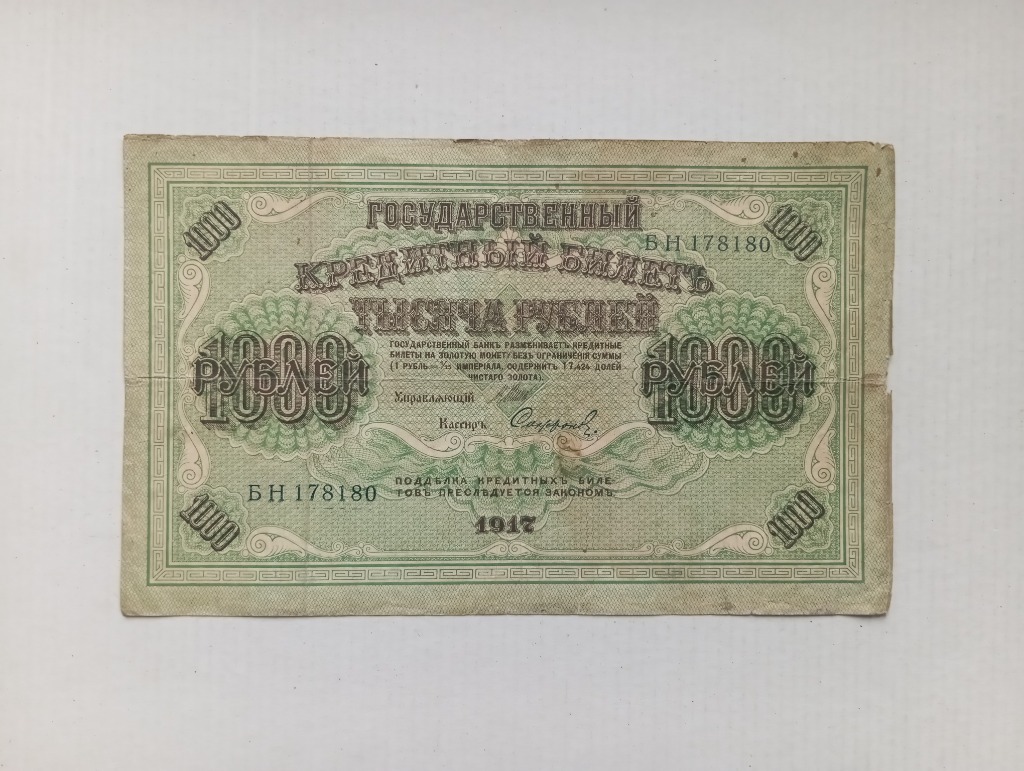 1000
1000
ГОСУДАРСТВЕННЫЙ
БН 178180
КРЕДИТНЫЙ БИЛЕТЪ
ТЫСЯЧА РУБЛЕЙ
ГОСУДАРСТВЕННЫЙ БАНКЪ РАЗМѢНИВАЕТЪ КРЕДИТНЫЕ
БИЛЕТЫ НА ЗОЛОТУЮ МОНЕТУ БЕЗЪ ОГРАНИЧЕНІЯ СУММЫ
(1 РУБЛЬ = 1/15 ИМПЕРІАЛА, СОДЕРЖИТЪ 17,424 ДОЛЕЙ
ЧИСТАГО ЗОЛОТА).
1000 РУБЛЕЙ
1000 РУБЛЕЙ
Управляющій
Кассиръ Сафронов
ПОДДѢЛКА КРЕДИТНЫХЪ БИЛЕ-
ТОВЪ ПРЕСЛѢДУЕТСЯ ЗАКОНОМЪ
БН 178180
1000
1917
1000